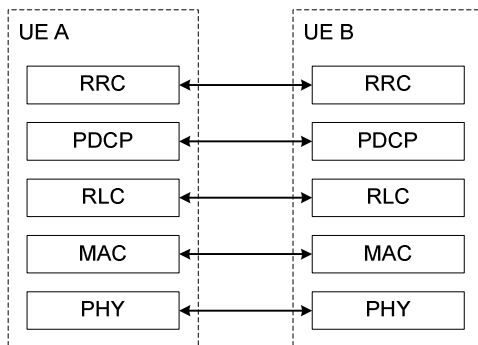 UE A UE B
RRC RRC
PDCP PDCP
RLC RLC
MAC MAC
PHY PHY